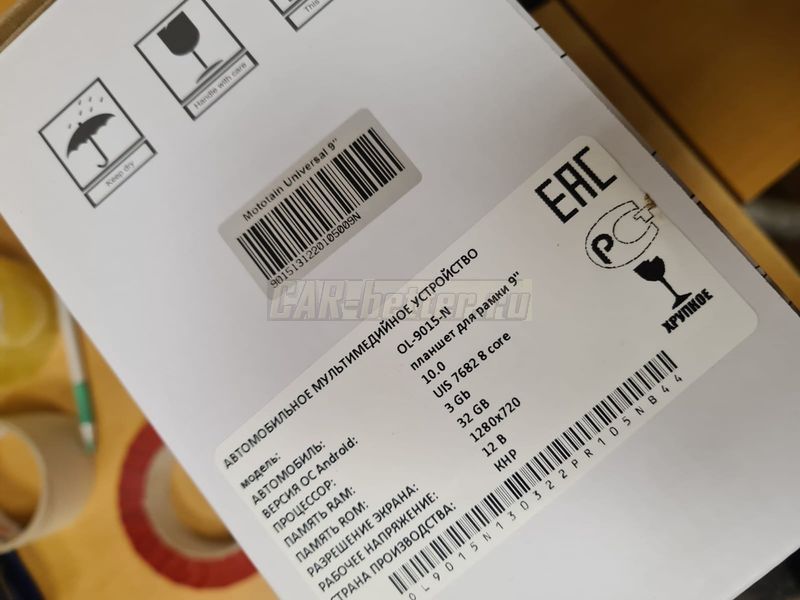 This
Handle with care
Keep dry
Mototain Universal 9"
9015131220105009N
CAR-better.ru
EAC
РСТ
ХРУПКОЕ
АВТОМОБИЛЬНОЕ МУЛЬТИМЕДИЙНОЕ УСТРОЙСТВО
модель: OL-9015-N
АВТОМОБИЛЬ: планшет для рамки 9"
ВЕРСИЯ ОС Android: 10.0
ПРОЦЕССОР: UIS 7682 8 core
ПАМЯТЬ RAM: 3 Gb
ПАМЯТЬ ROM: 32 GB
РАЗРЕШЕНИЕ ЭКРАНА: 1280x720
РАБОЧЕЕ НАПРЯЖЕНИЕ: 12 В
СТРАНА ПРОИЗВОДСТВА: КНР
OL9015N130322PR105NB44